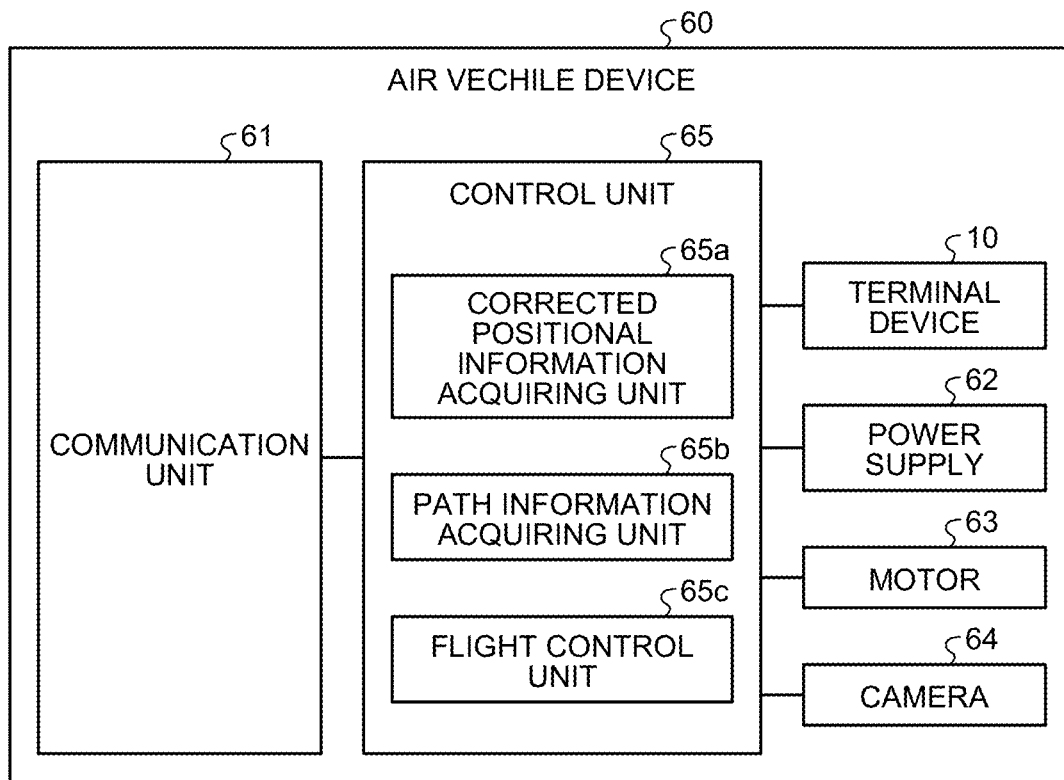 60
AIR VECHILE DEVICE
61
COMMUNICATION
UNIT
65
CONTROL UNIT
65a
CORRECTED
POSITIONAL
INFORMATION
ACQUIRING UNIT
65b
PATH INFORMATION
ACQUIRING UNIT
65c
FLIGHT CONTROL
UNIT
10
TERMINAL
DEVICE
62
POWER
SUPPLY
63
MOTOR
64
CAMERA